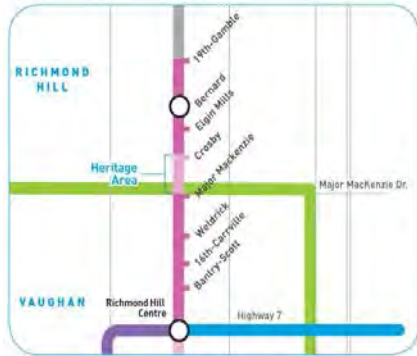 19th-Gamble
RICHMOND
HILL
Bernard
Elgin Mills
Crosby
Heritage
Area
Major Mackenzie
Major MacKenzie Dr.
Weldrick
16th-Carrville
Bantry-Scott
VAUGHAN
Richmond Hill
Centre
Highway 7